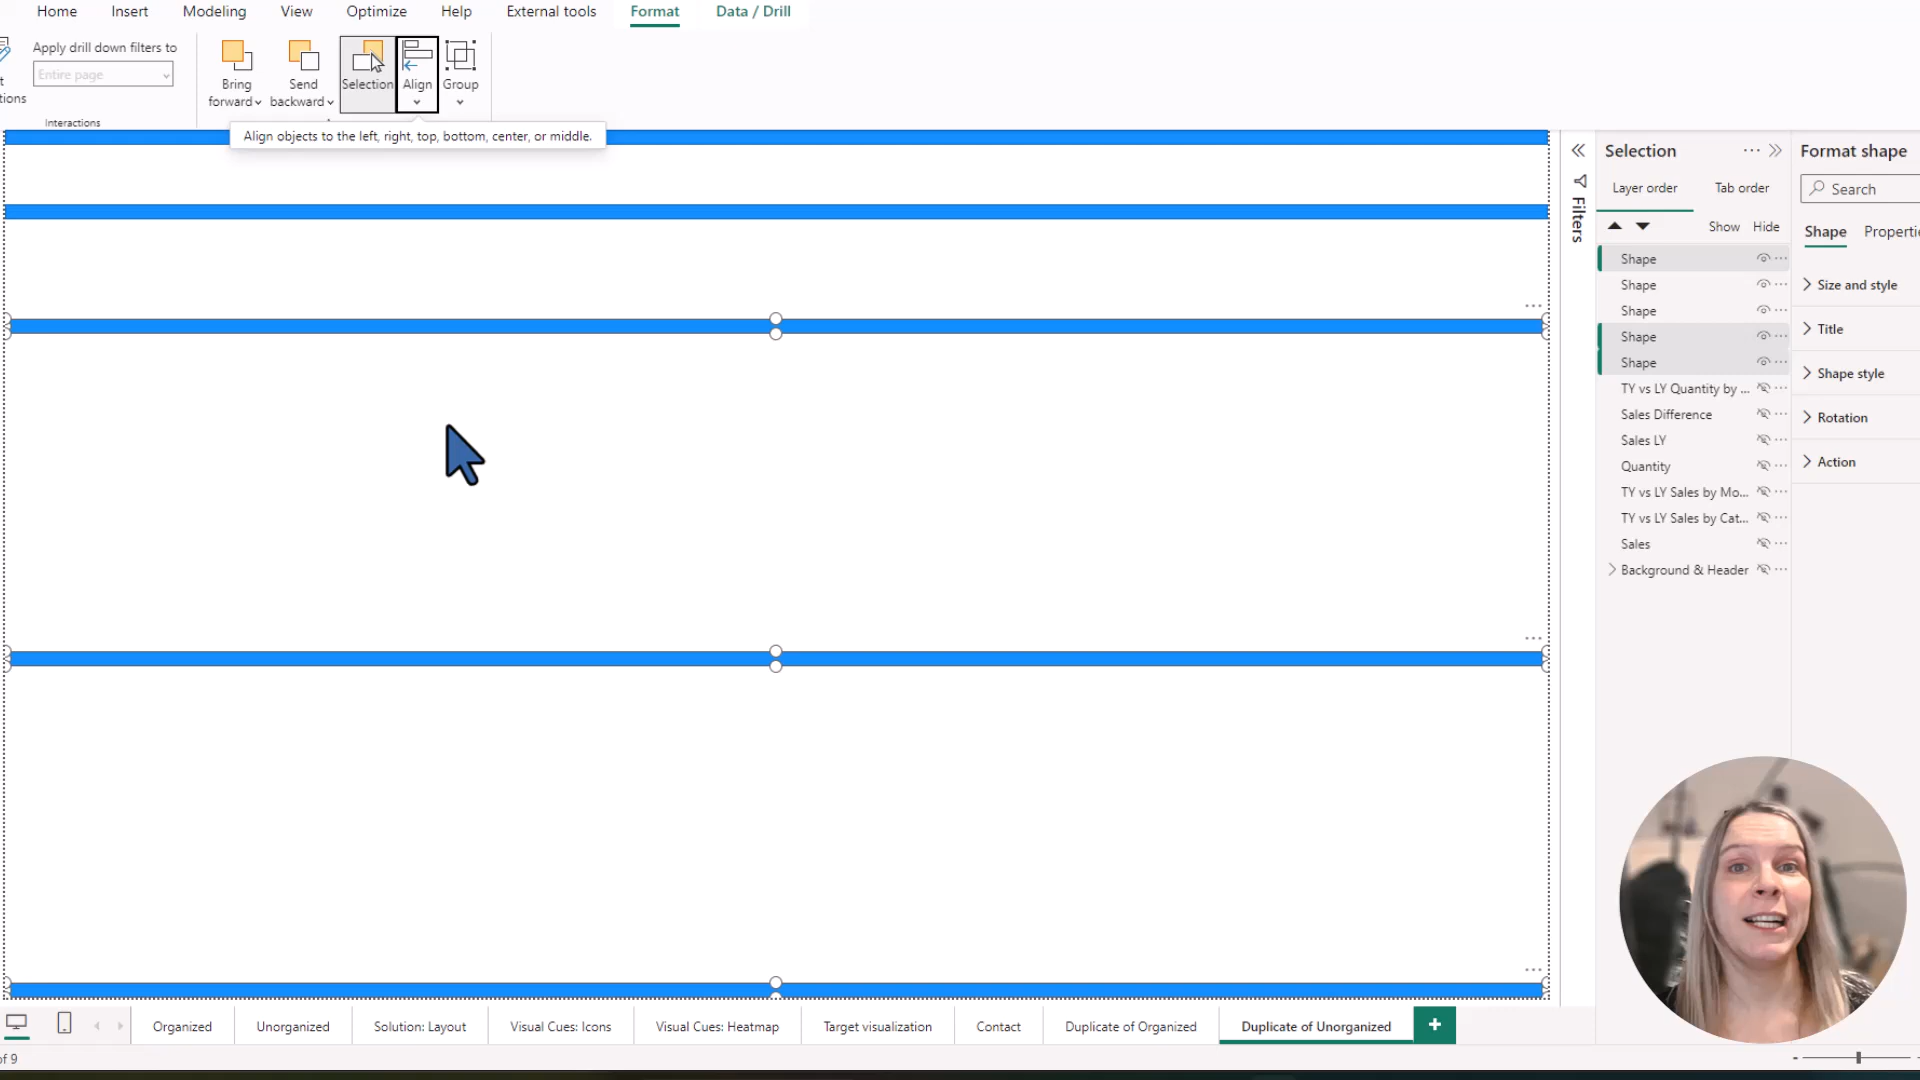 Home Insert Modeling View Optimize Help External tools Format Data / Drill
Apply drill down filters to
Entire page
t
tions
Interactions
Bring
forward
Send
backward
Selection
Align
Group
Align objects to the left, right, top, bottom, center, or middle.
Filters
Selection
Layer order Tab order
Show Hide
Shape
Shape
Shape
Shape
Shape
TY vs LY Quantity by ...
Sales Difference
Sales LY
Quantity
TY vs LY Sales by Mo...
TY vs LY Sales by Cat...
Sales
Background & Header
Format shape
Search
Shape Properti
Size and style
Title
Shape style
Rotation
Action
Organized Unorganized Solution: Layout Visual Cues: Icons Visual Cues: Heatmap Target visualization Contact Duplicate of Organized Duplicate of Unorganized
of 9